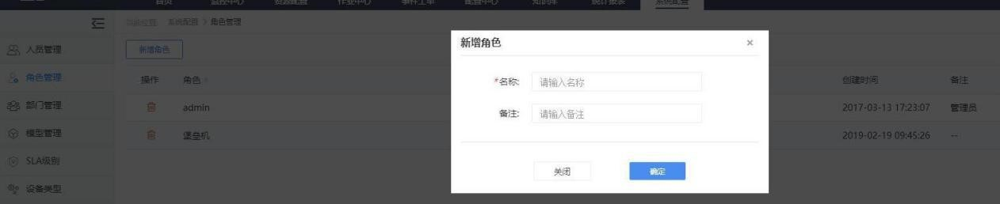 首页 监控中心 资源配置 作业中心 事件工单 配置中心 知识库 统计报表 系统配置
当前位置: 系统配置 > 角色管理
人员管理
角色管理
部门管理
模型管理
SLA级别
设备类型
新增角色
操作 角色 创建时间 备注
admin 2017-03-13 17:23:07 管理员
堡垒机 2019-02-19 09:45:26 --
新增角色 ×
*名称: 请输入名称
备注: 请输入备注
关闭 确定